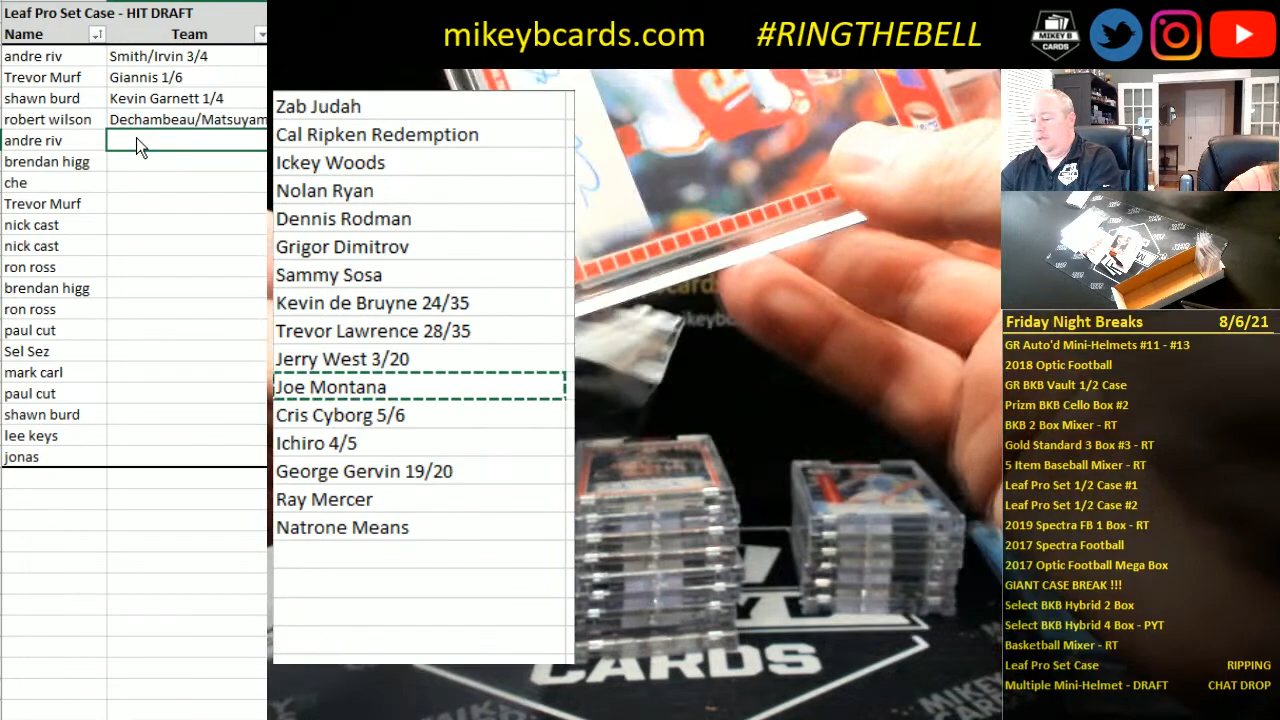 Leaf Pro Set Case - HIT DRAFT
Name Team
andre riv Smith/Irvin 3/4
Trevor Murf Giannis 1/6
shawn burd Kevin Garnett 1/4
robert wilson Dechambeau/Matsuyam
andre riv
brendan higg
che
Trevor Murf
nick cast
nick cast
ron ross
brendan higg
ron ross
paul cut
Sel Sez
mark carl
paul cut
shawn burd
lee keys
jonas
mikeybcards.com #RINGTHEBELL
MIKEY B
CARDS
Zab Judah
Cal Ripken Redemption
Ickey Woods
Nolan Ryan
Dennis Rodman
Grigor Dimitrov
Sammy Sosa
Kevin de Bruyne 24/35
Trevor Lawrence 28/35
Jerry West 3/20
Joe Montana
Cris Cyborg 5/6
Ichiro 4/5
George Gervin 19/20
Ray Mercer
Natrone Means
CARDS
Friday Night Breaks 8/6/21
GR Auto'd Mini-Helmets #11 - #13
2018 Optic Football
GR BKB Vault 1/2 Case
Prizm BKB Cello Box #2
BKB 2 Box Mixer - RT
Gold Standard 3 Box #3 - RT
5 Item Baseball Mixer - RT
Leaf Pro Set 1/2 Case #1
Leaf Pro Set 1/2 Case #2
2019 Spectra FB 1 Box - RT
2017 Spectra Football
2017 Optic Football Mega Box
GIANT CASE BREAK !!!
Select BKB Hybrid 2 Box
Select BKB Hybrid 4 Box - PYT
Basketball Mixer - RT
Leaf Pro Set Case RIPPING
Multiple Mini-Helmet - DRAFT CHAT DROP